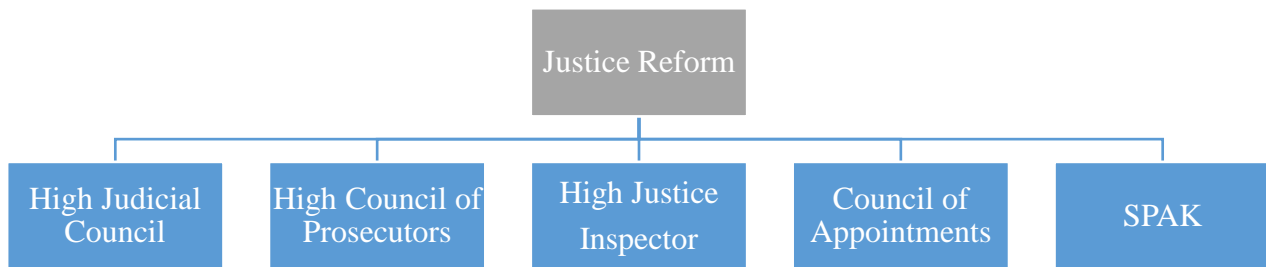 Justice Reform
High Judicial
Council
High Council of
Prosecutors
High Justice
Inspector
Council of
Appointments
SPAK